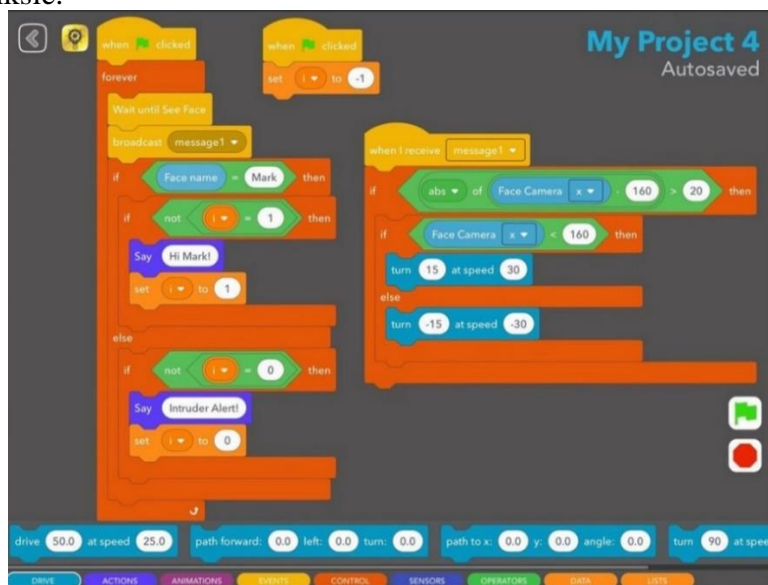 My Project 4
Autosaved
when clicked
forever
Wait until See Face
broadcast message1
if Face name = Mark then
if not i = 1 then
Say Hi Mark!
set i to 1
else
if not i = 0 then
Say Intruder Alert!
set i to 0
when clicked
set i to -1
when I receive message1
if abs of Face Camera x - 160 > 20 then
if Face Camera x < 160 then
turn 15 at speed 30
else
turn -15 at speed -30
drive 50.0 at speed 25.0 path forward: 0.0 left: 0.0 turn: 0.0 path to x: 0.0 y: 0.0 angle: 0.0 turn 90 at
DRIVE ACTIONS ANIMATIONS EVENTS CONTROL SENSORS OPERATORS DATA LISTS